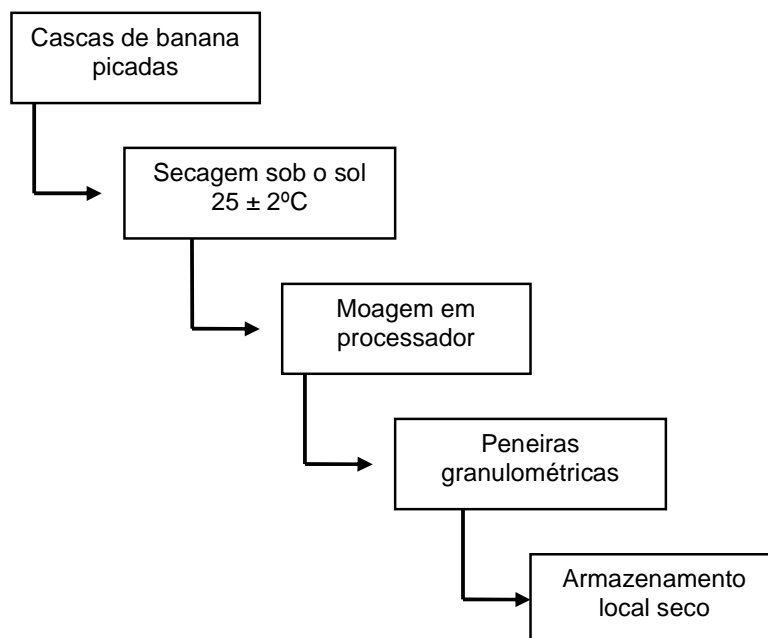 Cascas de banana
picadas
Secagem sob o sol
25 ± 2ºC
Moagem em
processador
Peneiras
granulométricas
Armazenamento
local seco